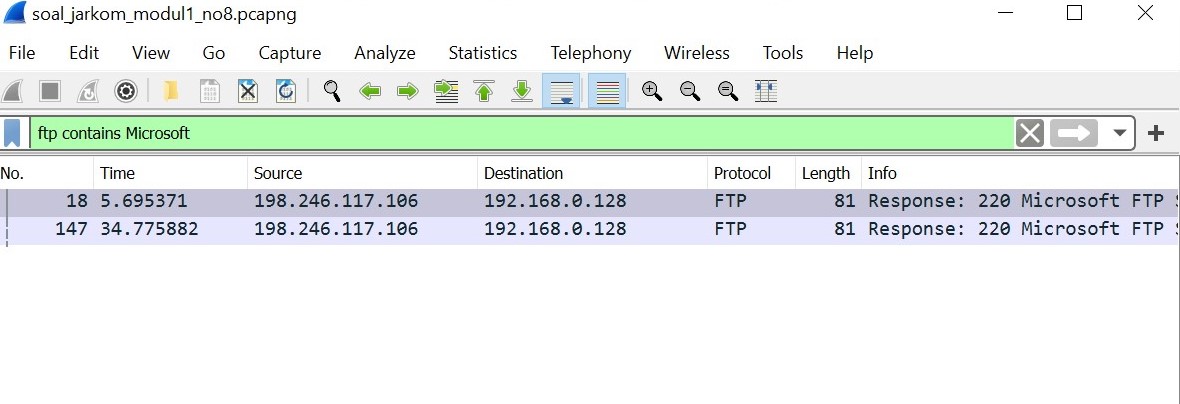 soal_jarkom_modul1_no8.pcapng
File Edit View Go Capture Analyze Statistics Telephony Wireless Tools Help
ftp contains Microsoft
No. Time Source Destination Protocol Length Info
18 5.695371 198.246.117.106 192.168.0.128 FTP 81 Response: 220 Microsoft FTP
147 34.775882 198.246.117.106 192.168.0.128 FTP 81 Response: 220 Microsoft FTP